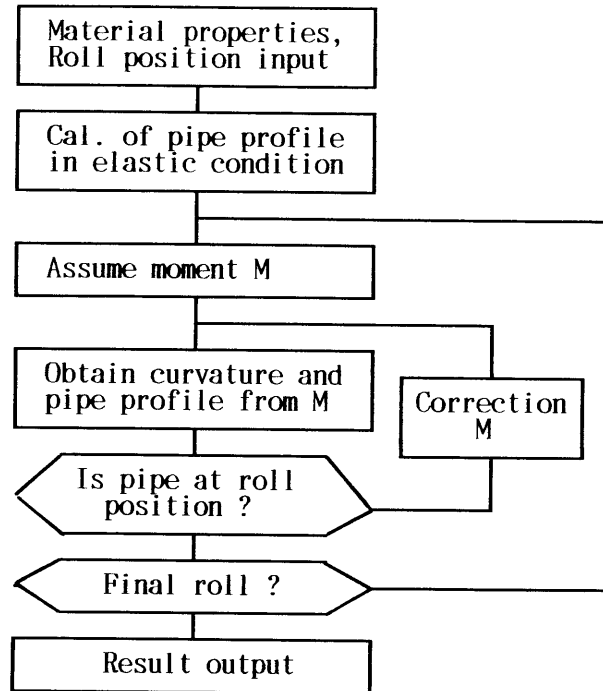 Material properties,
Roll position input
Cal. of pipe profile
in elastic condition
Assume moment M
Obtain curvature and
pipe profile from M
Correction
M
Is pipe at roll
position ?
Final roll ?
Result output